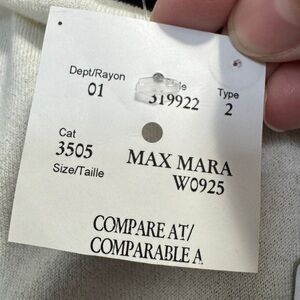 Dept/Rayon
Type
01
319922
2
Cat
3505
MAX MARA
Size/Taille
W0925
COMPARE AT/
COMPARABLE A